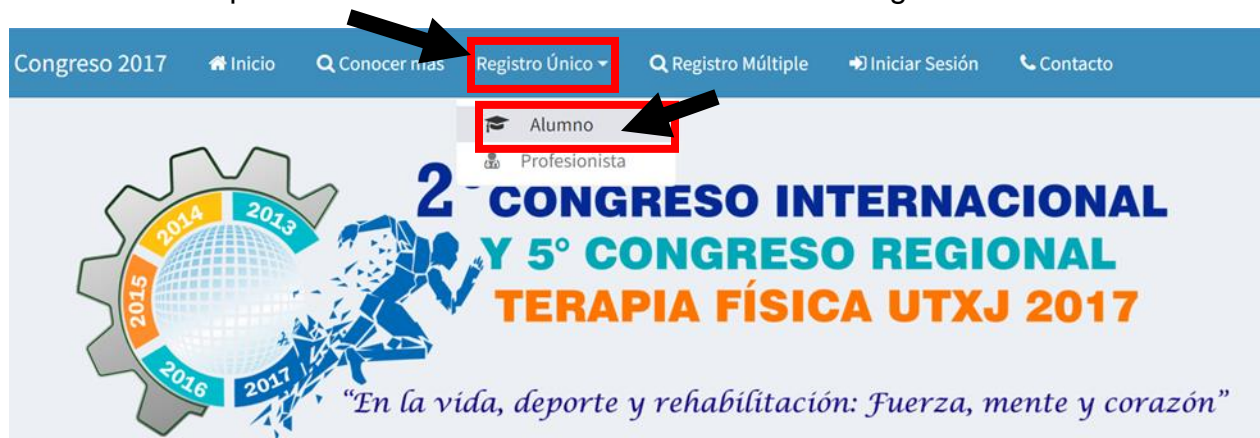 Congreso 2017 Inicio Conocer más Registro Único Registro Múltiple Iniciar Sesión Contacto
Alumno
Profesionista
2° CONGRESO INTERNACIONAL
Y 5° CONGRESO REGIONAL
TERAPIA FÍSICA UTXJ 2017
2013
2014
2015
2016
2017
“En la vida, deporte y rehabilitación: Fuerza, mente y corazón”